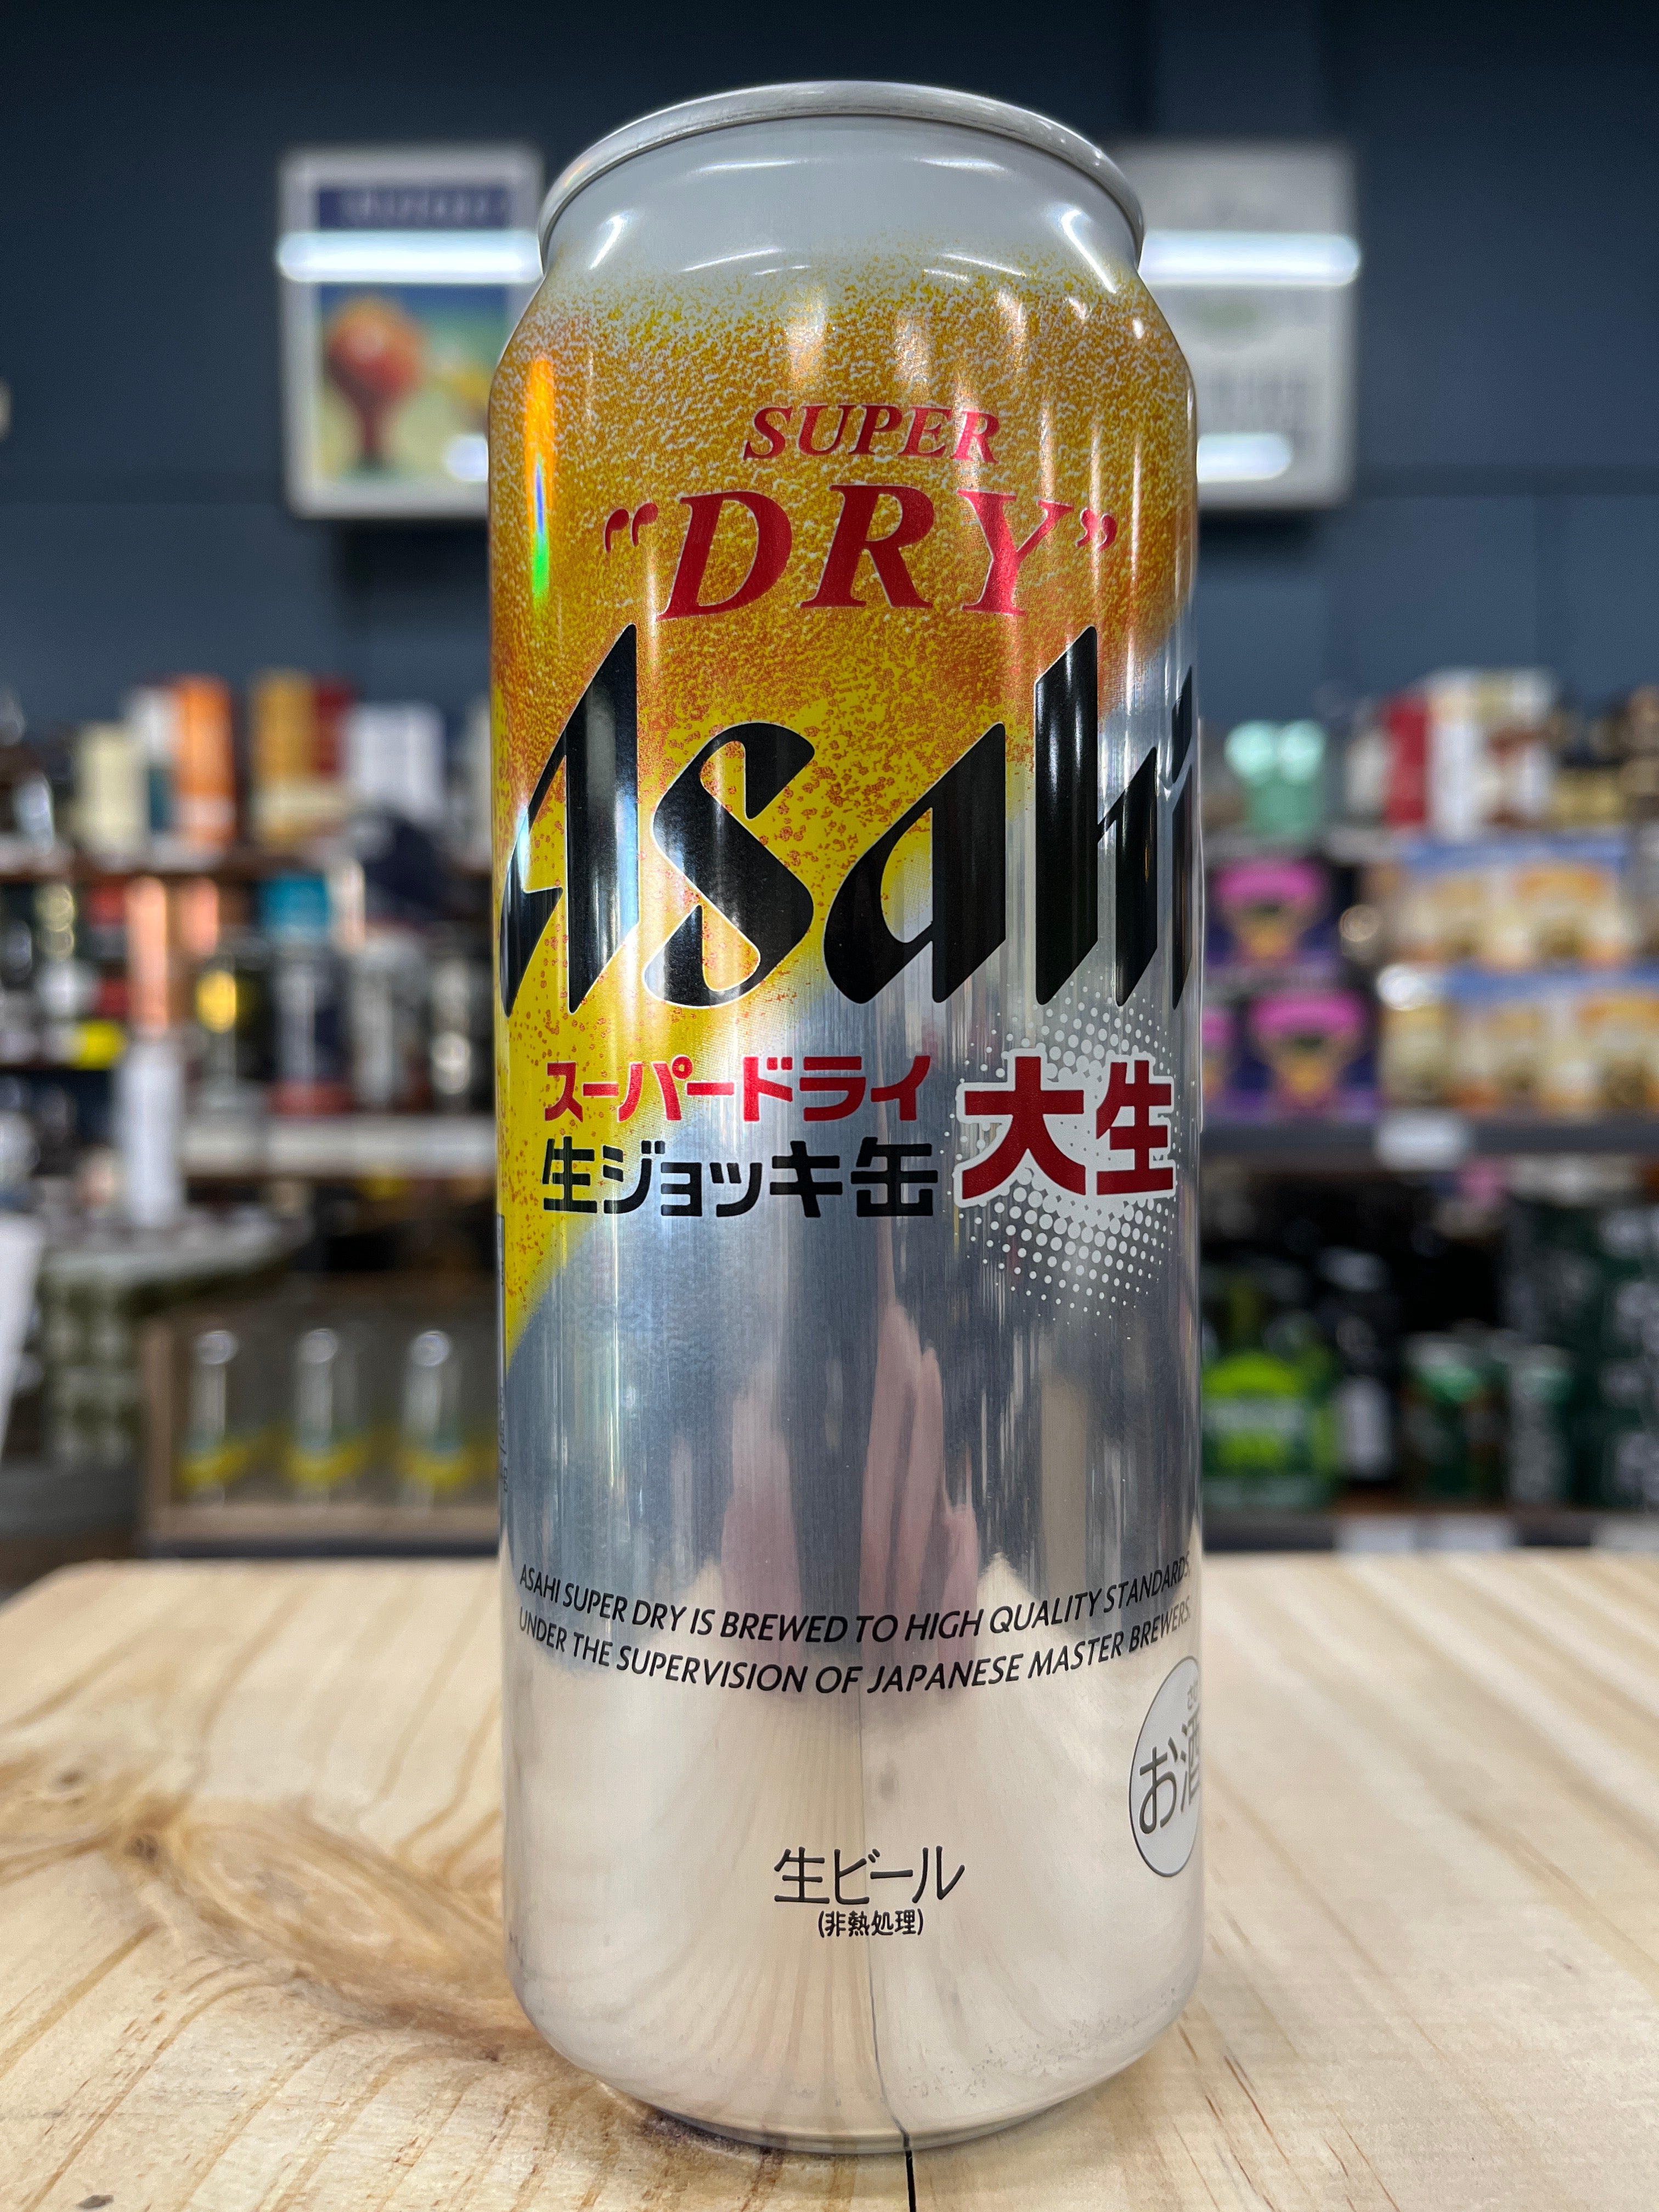 SUPER
"DRY"
Asahi
スーパードライ
生ジョッキ缶
大生
ASAHI SUPER DRY IS BREWED TO HIGH QUALITY STANDARDS,
UNDER THE SUPERVISION OF JAPANESE MASTER BREWERS.
お酒
生ビール
(非熱処理)